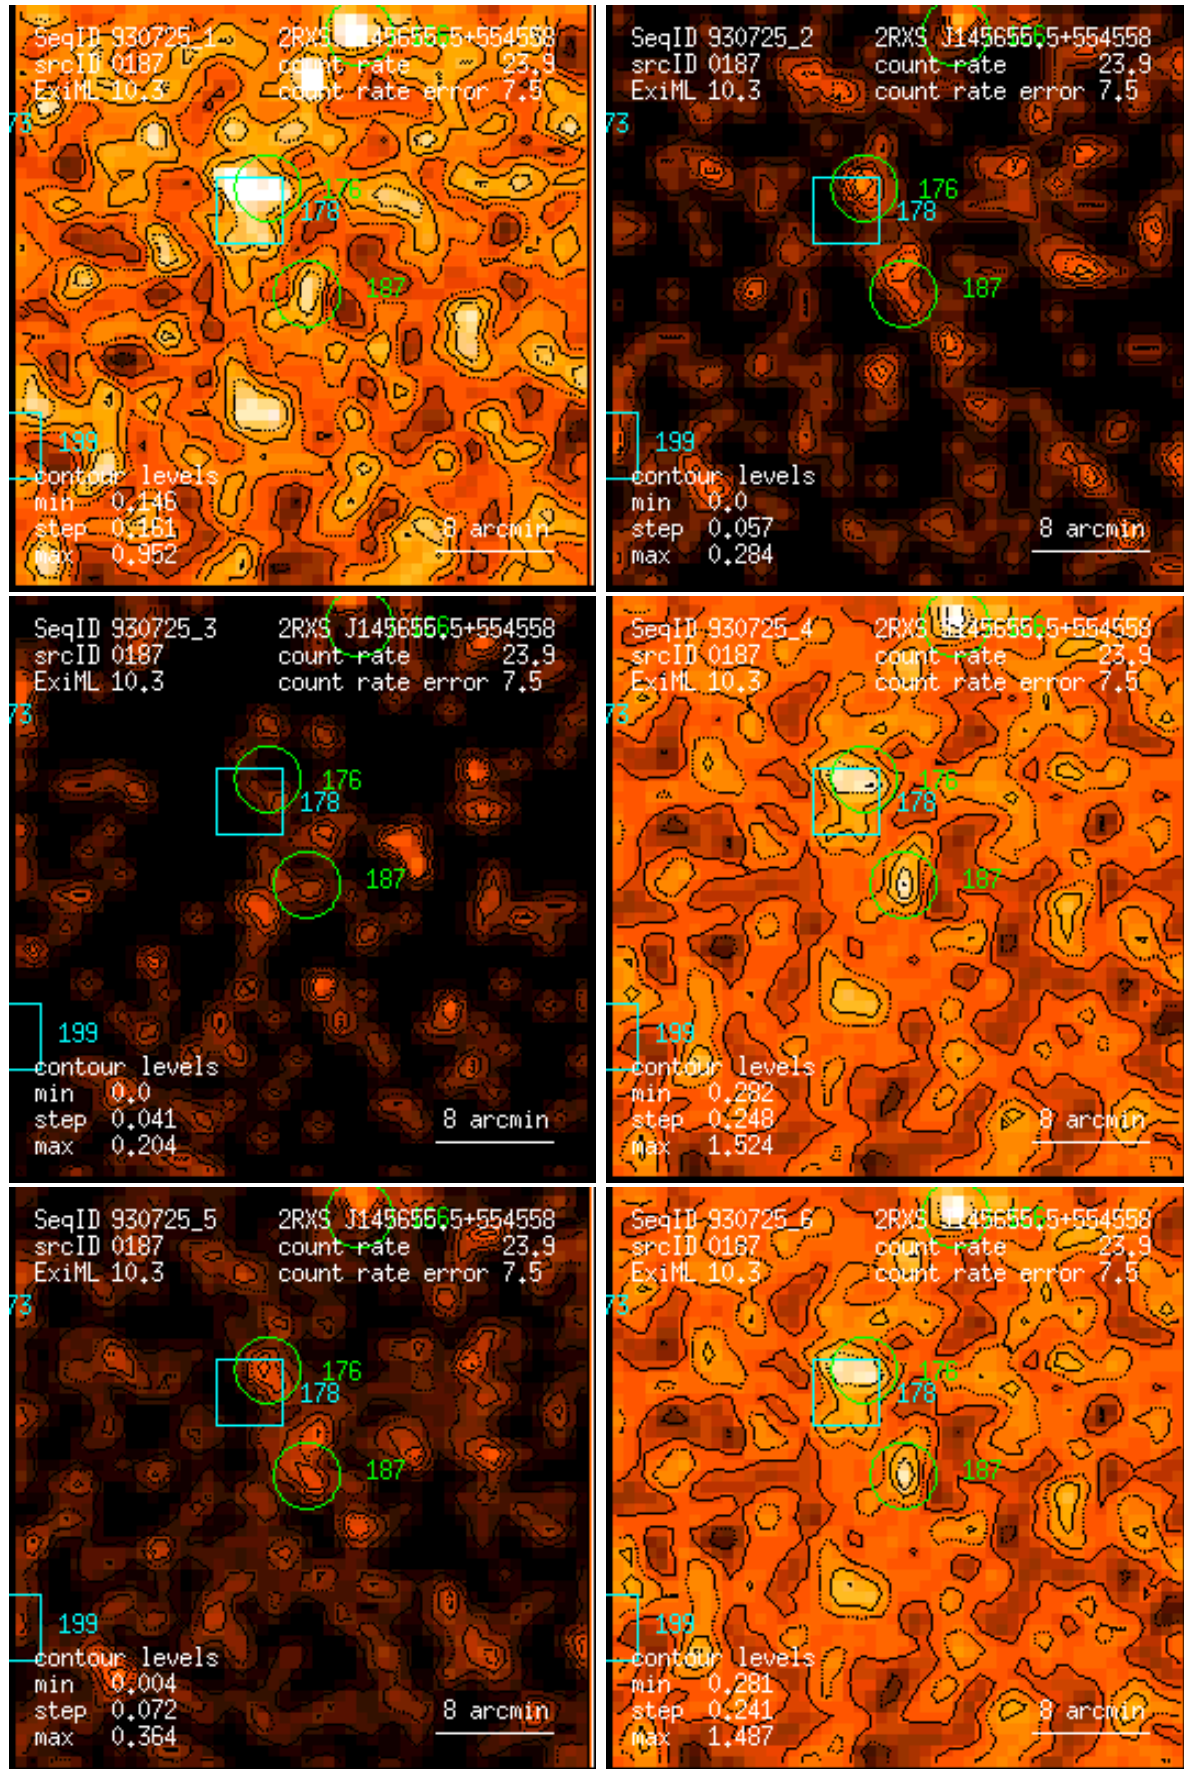 SeqID 930725_1 2RXS J145655.5+554558
srcID 0187 count rate 23.9
ExiML 10.3 count rate error 7.5
73
176
178
187
199
contour levels
min 0.146
step 0.161
max 0.952
8 arcmin
SeqID 930725_2 2RXS J145655.5+554558
srcID 0187 count rate 23.9
ExiML 10.3 count rate error 7.5
73
176
178
187
199
contour levels
min 0.0
step 0.057
max 0.284
8 arcmin
SeqID 930725_3 2RXS J145655.5+554558
srcID 0187 count rate 23.9
ExiML 10.3 count rate error 7.5
73
176
178
187
199
contour levels
min 0.0
step 0.041
max 0.204
8 arcmin
SeqID 930725_4 2RXS J145655.5+554558
srcID 0187 count rate 23.9
ExiML 10.3 count rate error 7.5
73
176
178
187
199
contour levels
min 0.282
step 0.248
max 1.524
8 arcmin
SeqID 930725_5 2RXS J145655.5+554558
srcID 0187 count rate 23.9
ExiML 10.3 count rate error 7.5
73
176
178
187
199
contour levels
min 0.004
step 0.072
max 0.364
8 arcmin
SeqID 930725_6 2RXS J145655.5+554558
srcID 0187 count rate 23.9
ExiML 10.3 count rate error 7.5
73
176
178
187
199
contour levels
min 0.281
step 0.241
max 1.487
8 arcmin